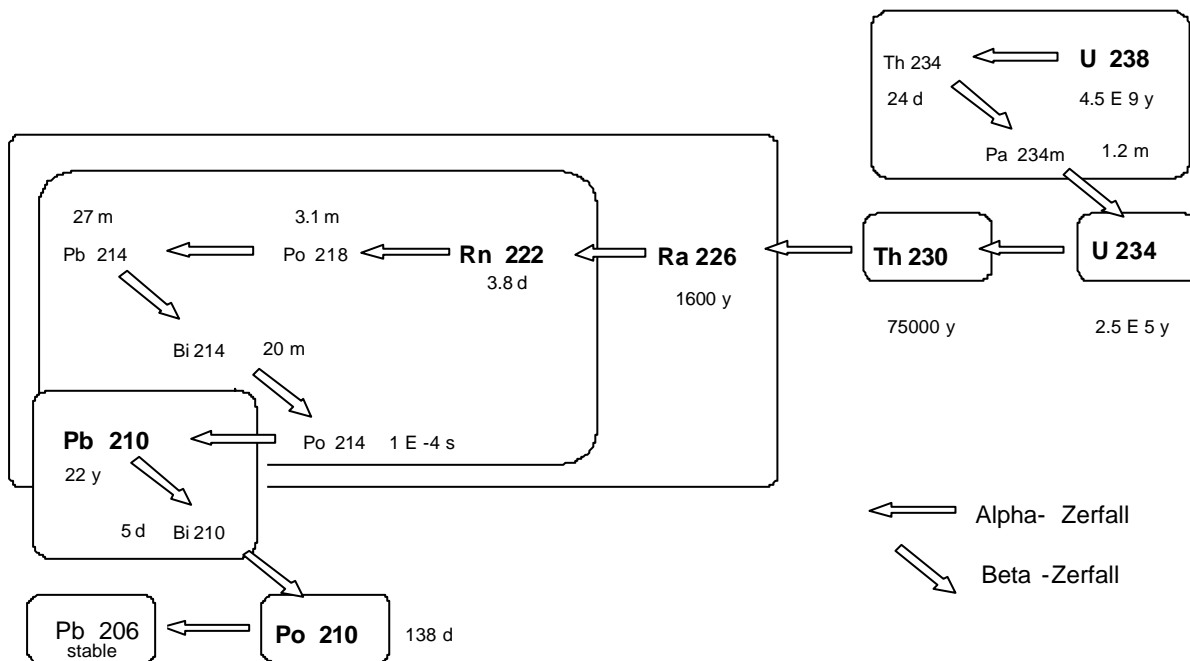 Th 234
U 238
24 d
4.5 E 9 y
Pa 234m
1.2 m
27 m
3.1 m
Pb 214
Po 218
Rn 222
3.8 d
Ra 226
1600 y
Th 230
75000 y
U 234
2.5 E 5 y
Bi 214
20 m
Pb 210
22 y
Po 214
1 E -4 s
5 d
Bi 210
Alpha- Zerfall
Beta -Zerfall
Pb 206
stable
Po 210
138 d